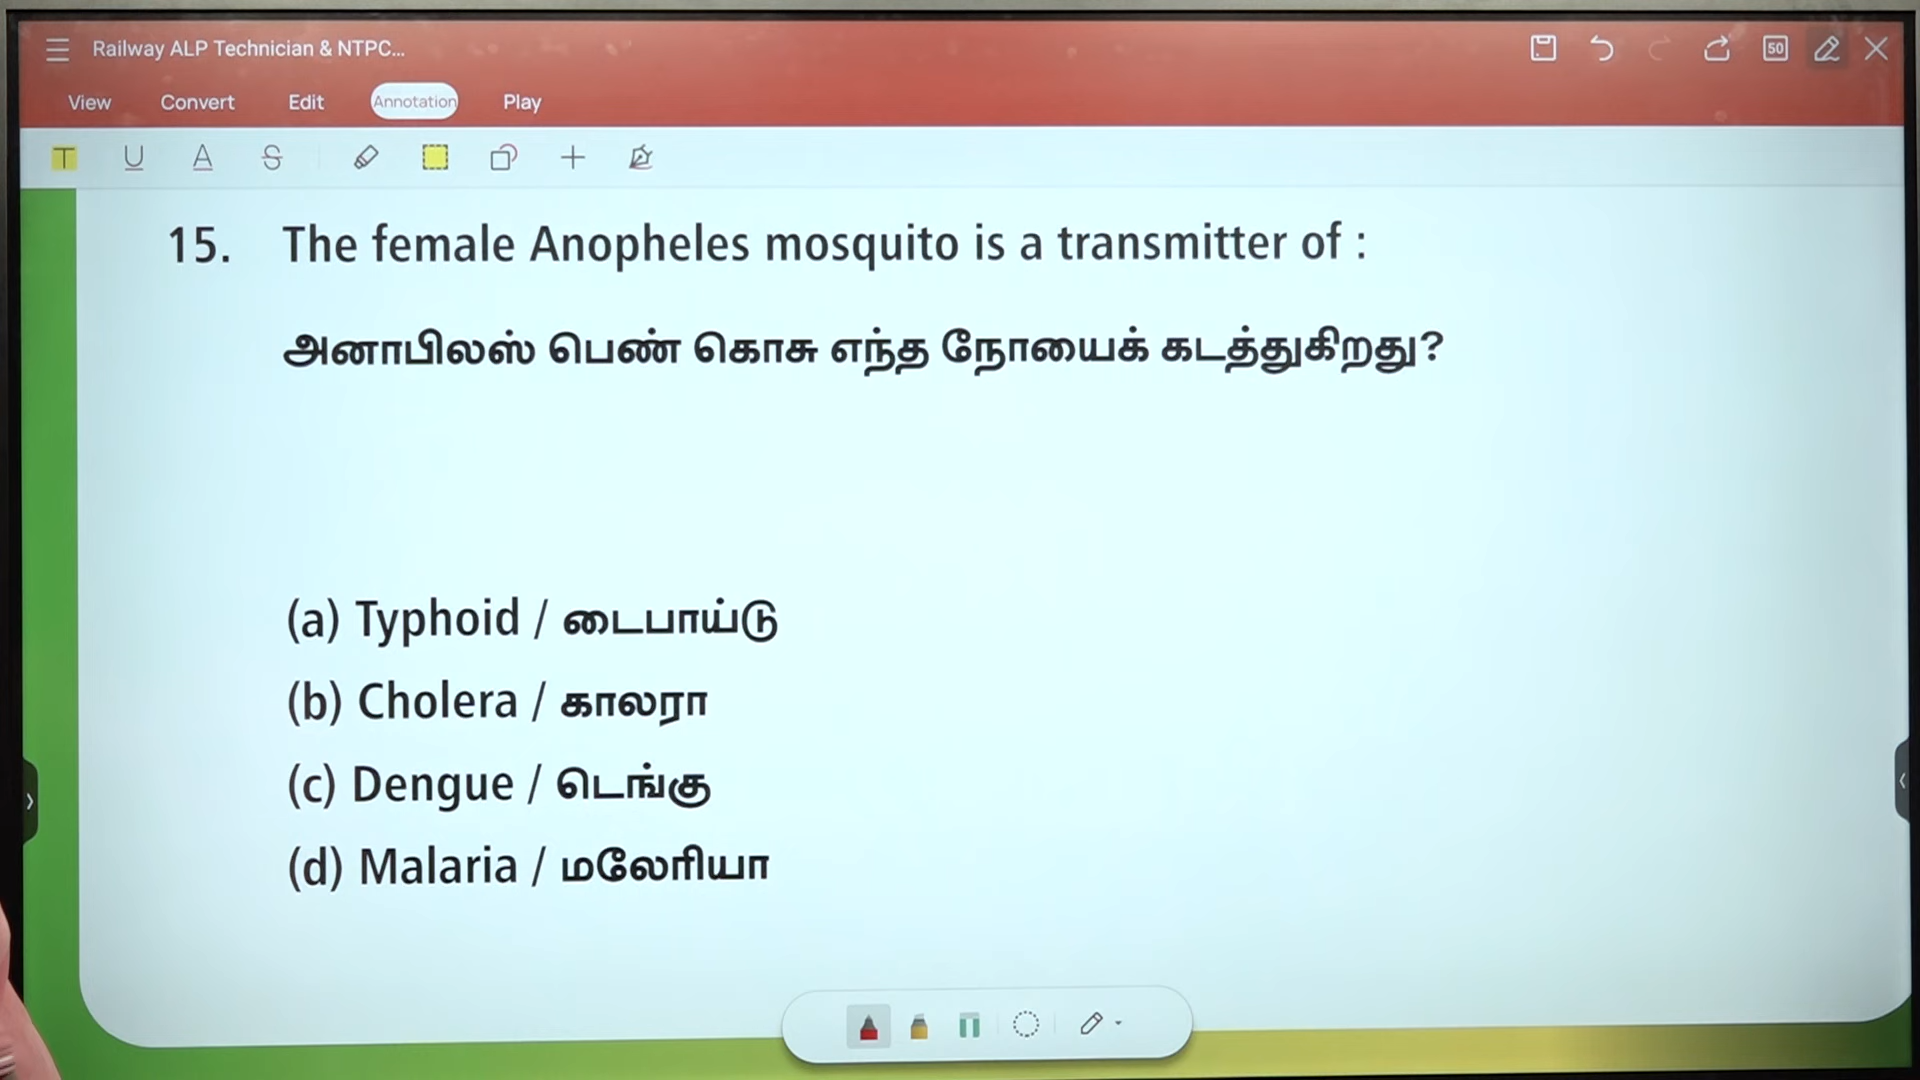 Railway ALP Technician & NTPC...
50
View Convert Edit Annotation Play
T U A S
15. The female Anopheles mosquito is a transmitter of :
அனாபிலஸ் பெண் கொசு எந்த நோயைக் கடத்துகிறது?
(a) Typhoid / டைபாய்டு
(b) Cholera / காலரா
(c) Dengue / டெங்கு
(d) Malaria / மலேரியா